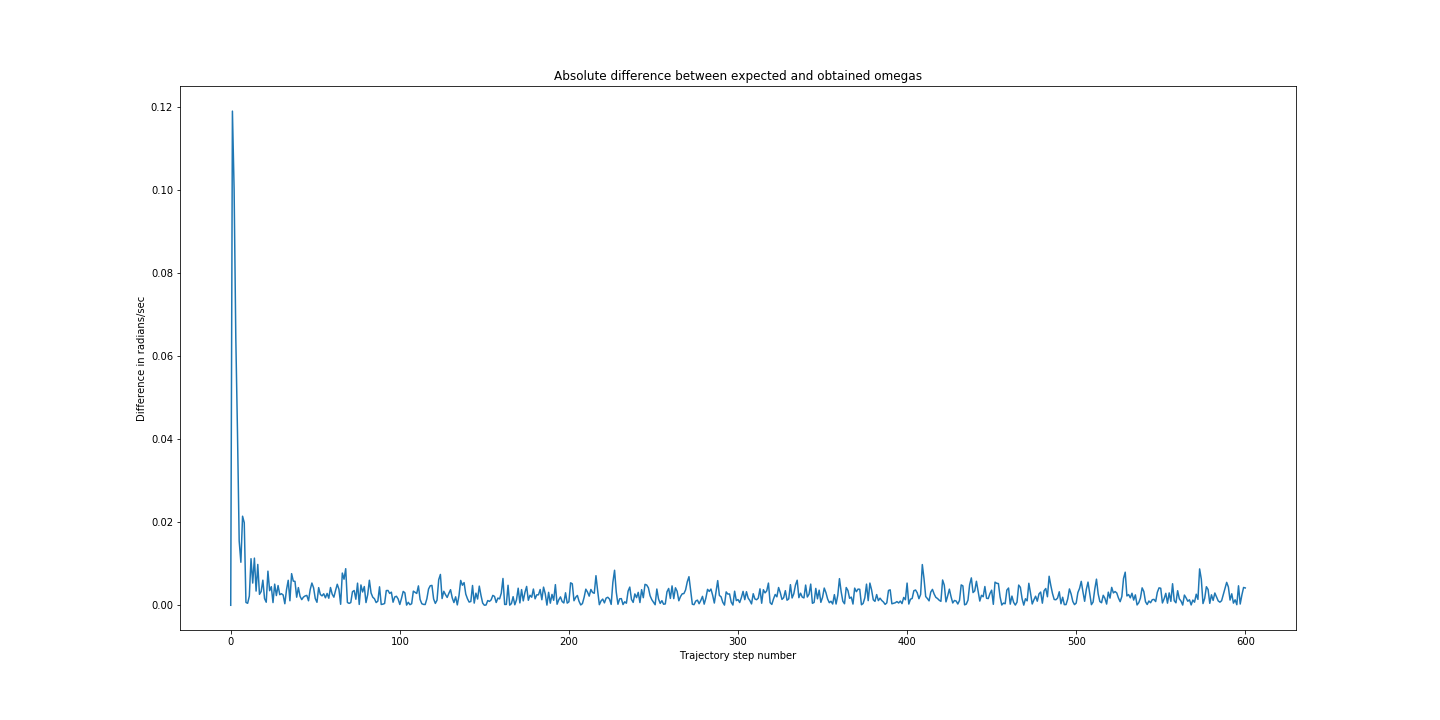 Absolute difference between expected and obtained omegas
0.12
0.10
0.08
0.06
0.04
0.02
0.00
Difference in radians/sec
0 100 200 300 400 500 600
Trajectory step number